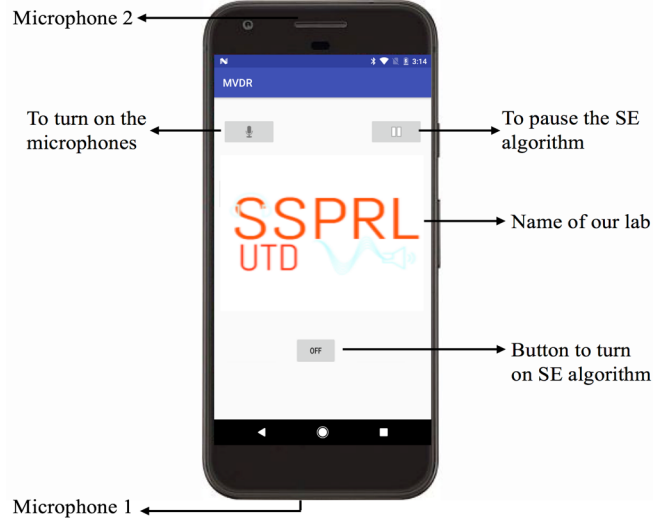 Microphone 2
3:14
MVDR
To turn on the
microphones
To pause the SE
algorithm
SSPRL
UTD
Name of our lab
OFF
Button to turn
on SE algorithm
Microphone 1